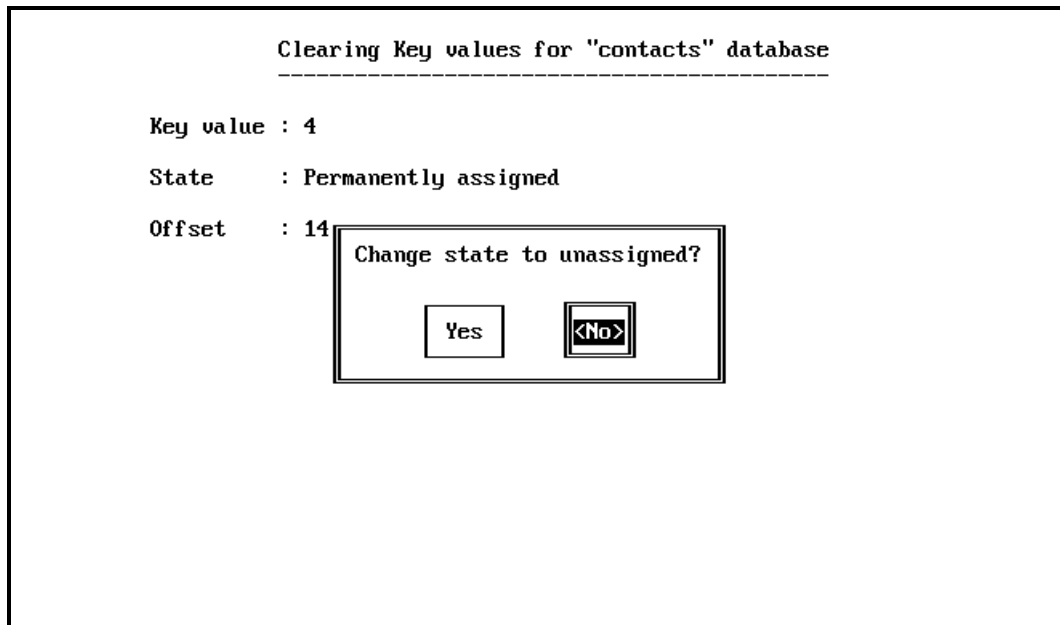 Clearing Key values for "contacts" database
-------------------------------------------
Key value : 4
State : Permanently assigned
Offset : 14
Change state to unassigned?
Yes <No>